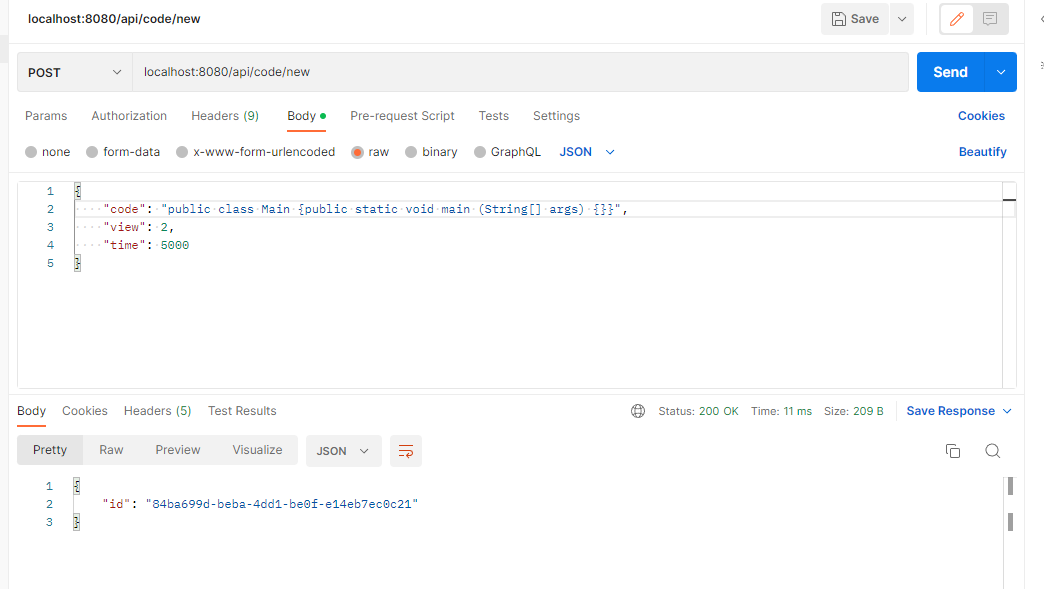 localhost:8080/api/code/new
Save
POST
localhost:8080/api/code/new
Send
Params Authorization Headers (9) Body Pre-request Script Tests Settings Cookies
none form-data x-www-form-urlencoded raw binary GraphQL JSON Beautify
1 {
2 "code": "public class Main {public static void main (String[] args) {}}",
3 "view": 2,
4 "time": 5000
5 }
Body Cookies Headers (5) Test Results Status: 200 OK Time: 11 ms Size: 209 B Save Response
Pretty Raw Preview Visualize JSON
1 {
2 "id": "84ba699d-beba-4dd1-be0f-e14eb7ec0c21"
3 }